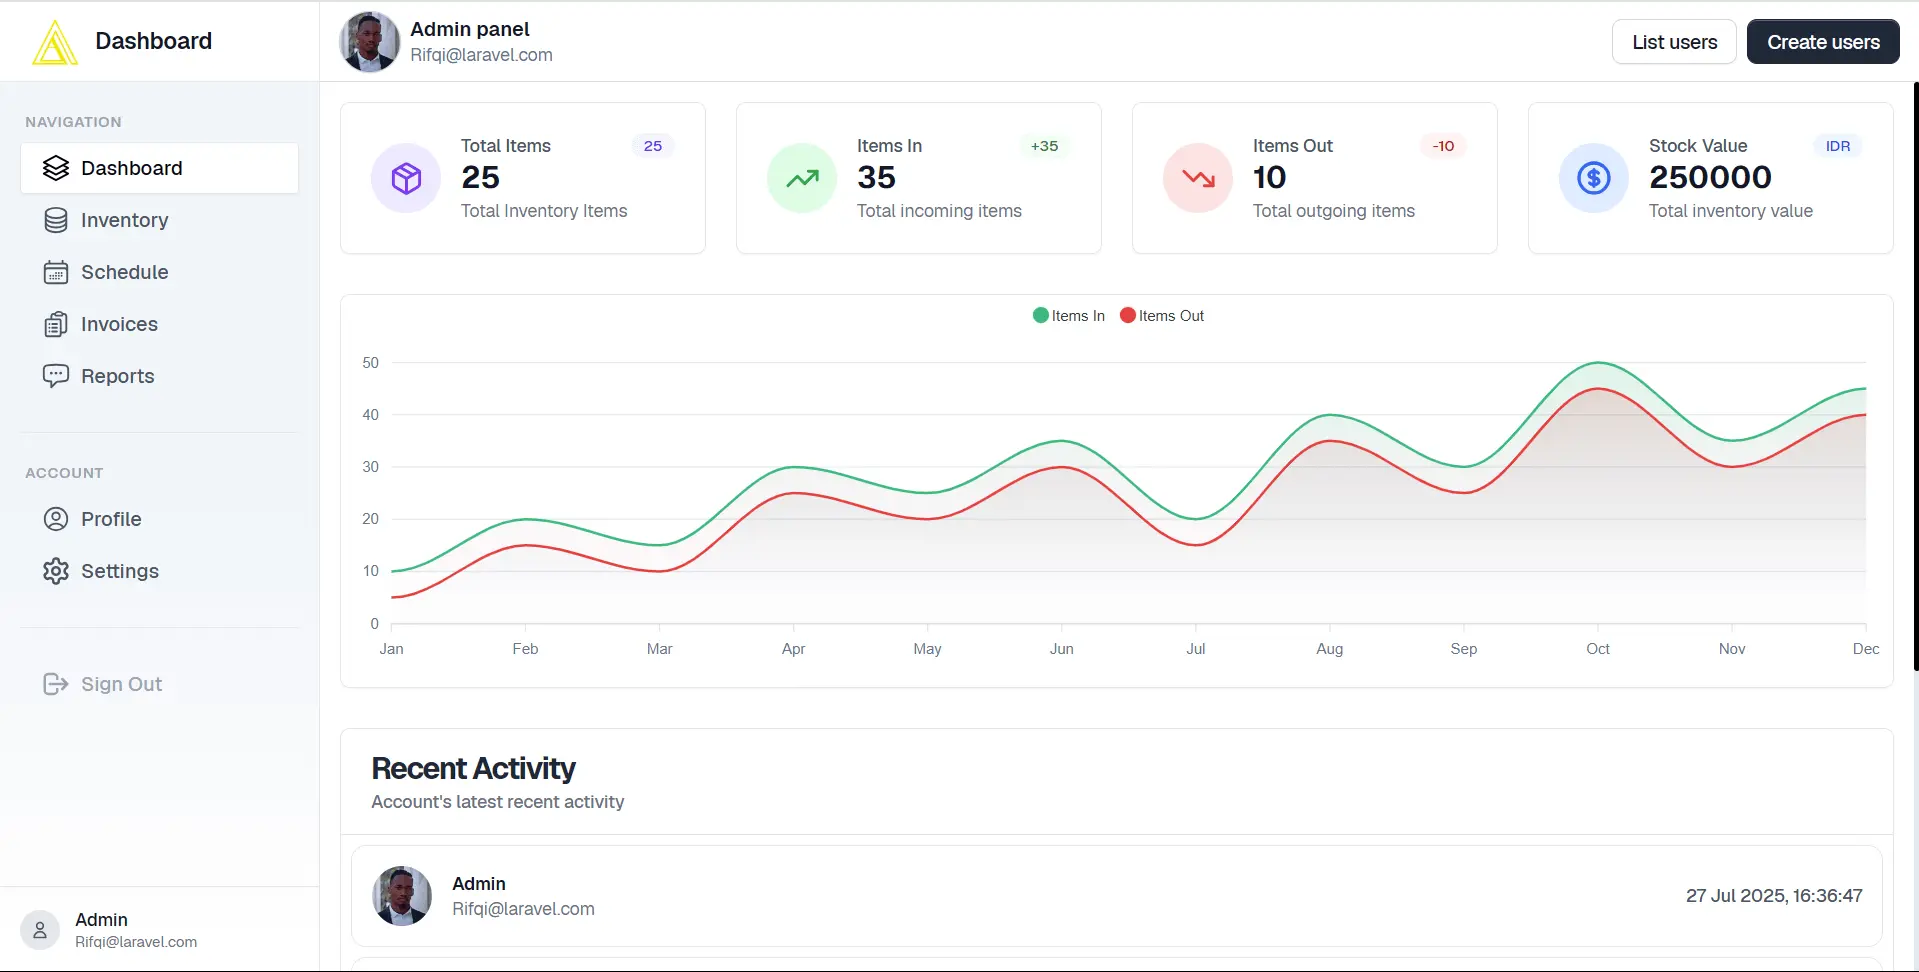 Dashboard
Admin panel
Rifqi@laravel.com
List users
Create users
NAVIGATION
Dashboard
Inventory
Schedule
Invoices
Reports
ACCOUNT
Profile
Settings
Sign Out
Admin
Rifqi@laravel.com
Total Items 25
25
Total Inventory Items
Items In +35
35
Total incoming items
Items Out -10
10
Total outgoing items
Stock Value IDR
250000
Total inventory value
Items In Items Out
50
40
30
20
10
0
Jan Feb Mar Apr May Jun Jul Aug Sep Oct Nov Dec
Recent Activity
Account's latest recent activity
Admin
Rifqi@laravel.com
27 Jul 2025, 16:36:47